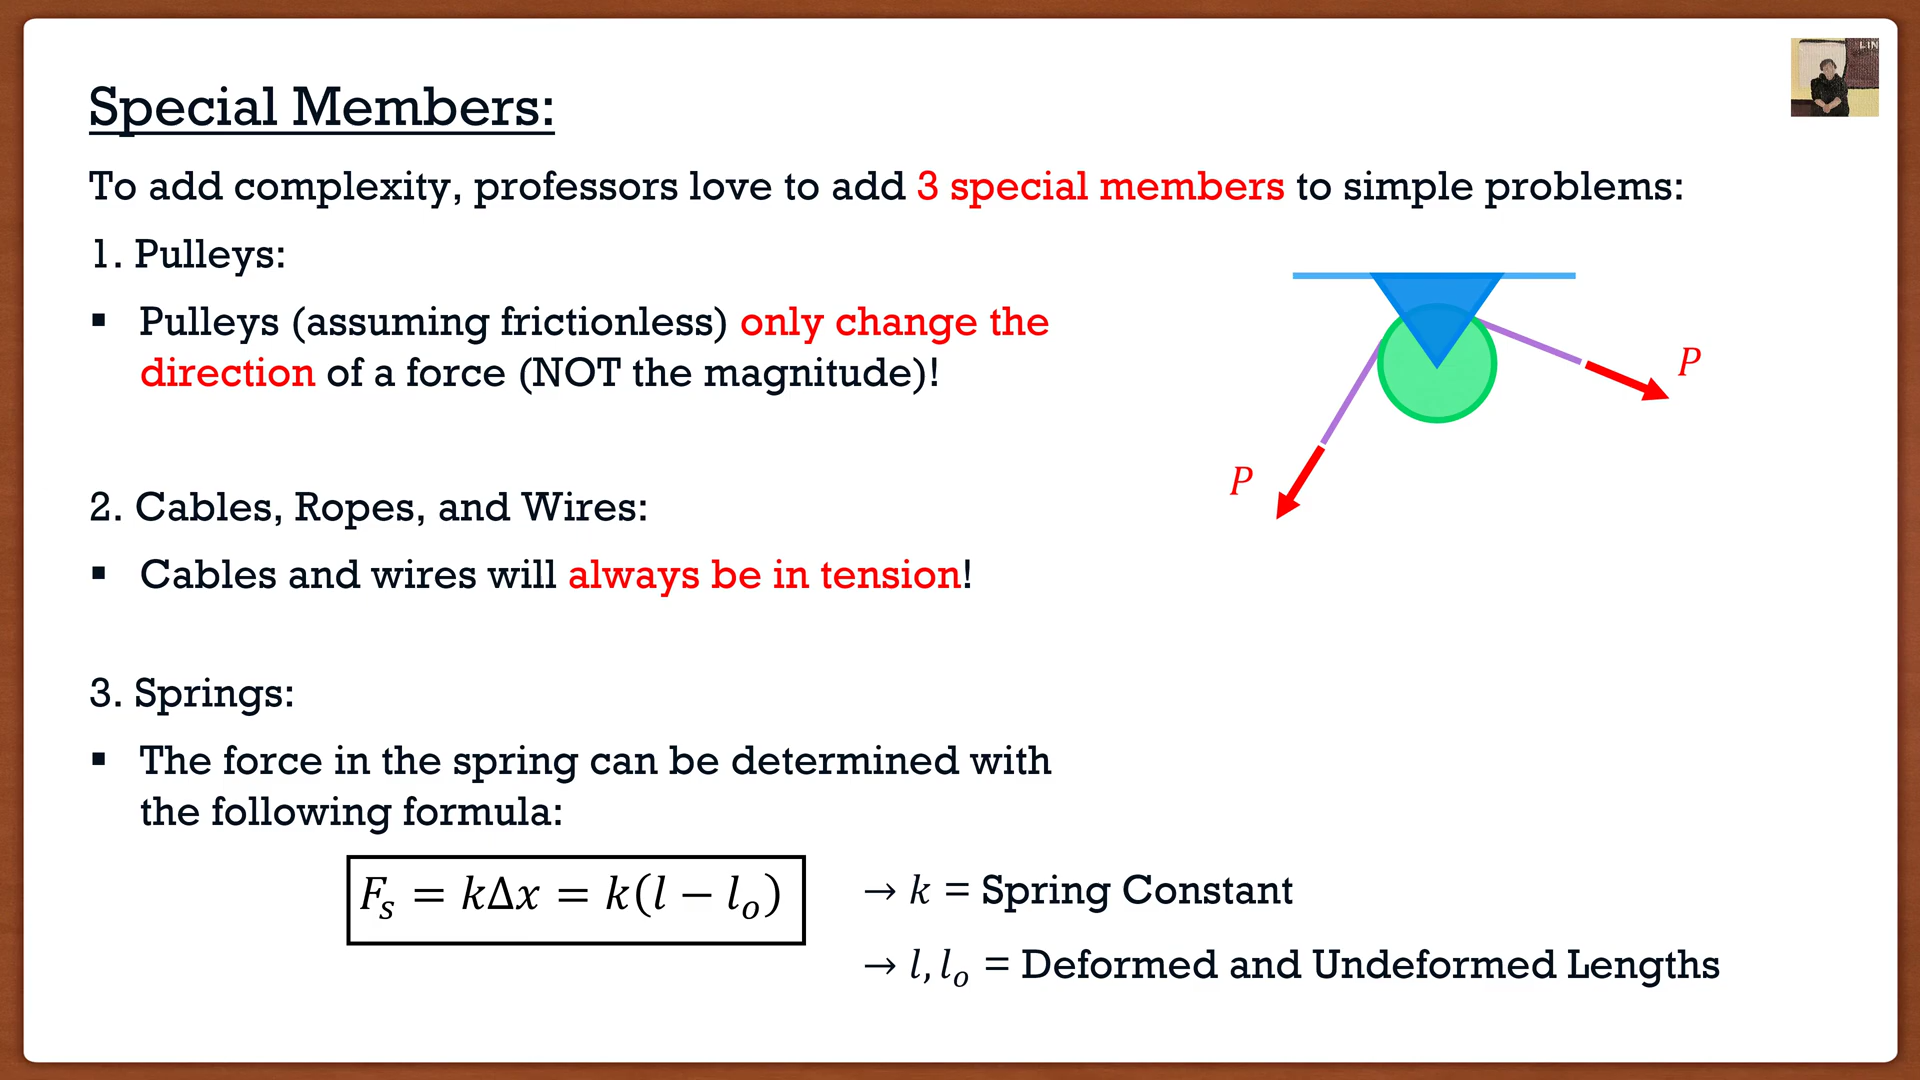 LIN
Special Members:
To add complexity, professors love to add 3 special members to simple problems:
1. Pulleys:
▪ Pulleys (assuming frictionless) only change the
direction of a force (NOT the magnitude)!
P
P
2. Cables, Ropes, and Wires:
▪ Cables and wires will always be in tension!
3. Springs:
▪ The force in the spring can be determined with
the following formula:
Fₛ = kΔx = k(l − lₒ)
→ k = Spring Constant
→ l, lₒ = Deformed and Undeformed Lengths